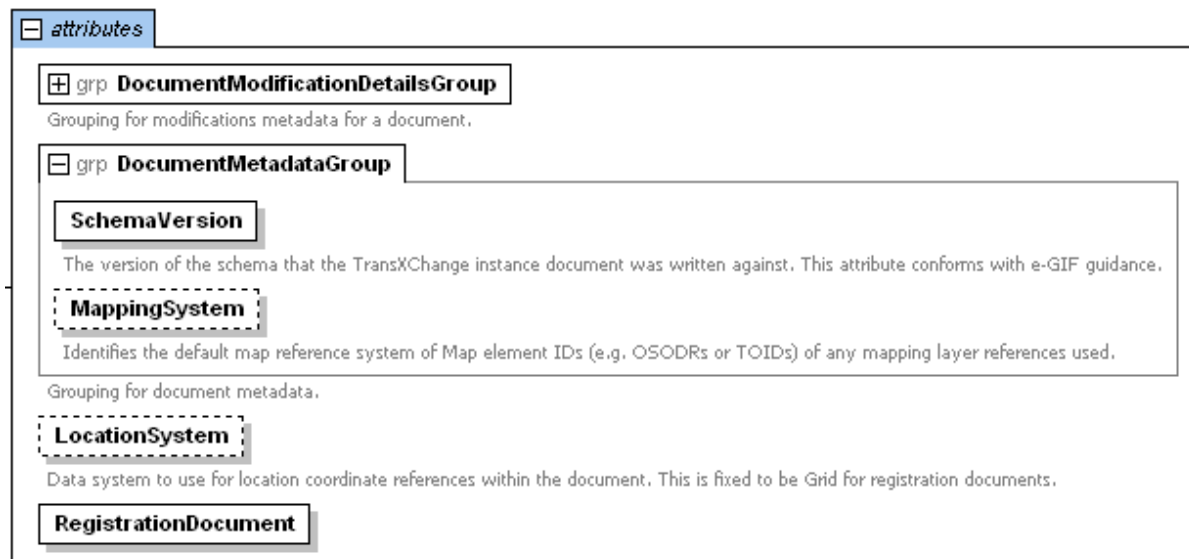 attributes
grp DocumentModificationDetailsGroup
Grouping for modifications metadata for a document.
grp DocumentMetadataGroup
SchemaVersion
The version of the schema that the TransXChange instance document was written against. This attribute conforms with e-GIF guidance.
MappingSystem
Identifies the default map reference system of Map element IDs (e.g. OSODRs or TOIDs) of any mapping layer references used.
Grouping for document metadata.
LocationSystem
Data system to use for location coordinate references within the document. This is fixed to be Grid for registration documents.
RegistrationDocument